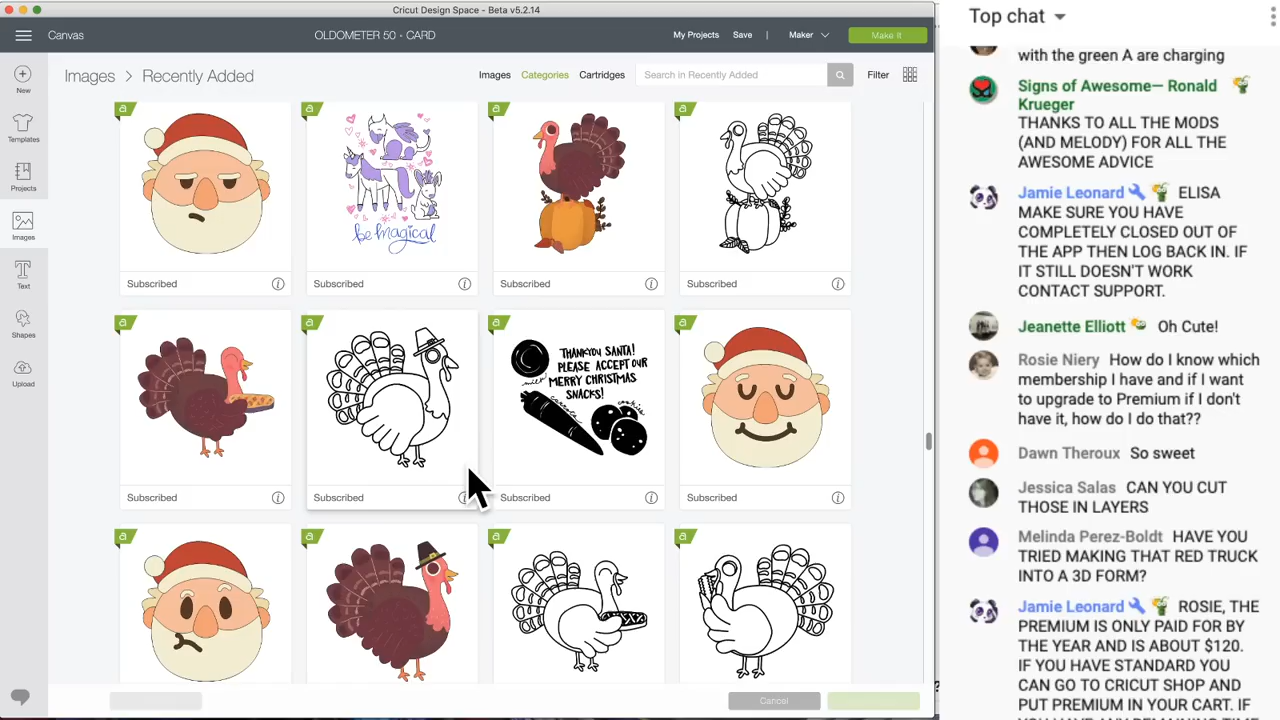 Cricut Design Space - Beta v5.2.14
Canvas
OLDOMETER 50 - CARD
My Projects
Save
|
Maker
Make It
New
Templates
Projects
Images
Text
Shapes
Upload
Images > Recently Added
Images
Categories
Cartridges
Search in Recently Added
Filter
a
a
a
a
be magical
Subscribed
Subscribed
Subscribed
Subscribed
a
a
a
a
THANKYOU SANTA!
PLEASE ACCEPT OUR
MERRY CHRISTMAS
SNACKS!
milk
carrots
cookies
Subscribed
Subscribed
Subscribed
Subscribed
a
a
a
a
Cancel
Top chat
with the green A are charging
Signs of Awesome— Ronald
Krueger
THANKS TO ALL THE MODS
(AND MELODY) FOR ALL THE
AWESOME ADVICE
Jamie Leonard ELISA
MAKE SURE YOU HAVE
COMPLETELY CLOSED OUT OF
THE APP THEN LOG BACK IN. IF
IT STILL DOESN'T WORK
CONTACT SUPPORT.
Jeanette Elliott Oh Cute!
Rosie Niery How do I know which
membership I have and if I want
to upgrade to Premium if I don't
have it, how do I do that??
Dawn Theroux So sweet
Jessica Salas CAN YOU CUT
THOSE IN LAYERS
Melinda Perez-Boldt HAVE YOU
TRIED MAKING THAT RED TRUCK
INTO A 3D FORM?
Jamie Leonard ROSIE, THE
PREMIUM IS ONLY PAID FOR BY
THE YEAR AND IS ABOUT $120.
IF YOU HAVE STANDARD YOU
CAN GO TO CRICUT SHOP AND
PUT PREMIUM IN YOUR CART. IF
YOU HAVE ANY REMAINING TIME